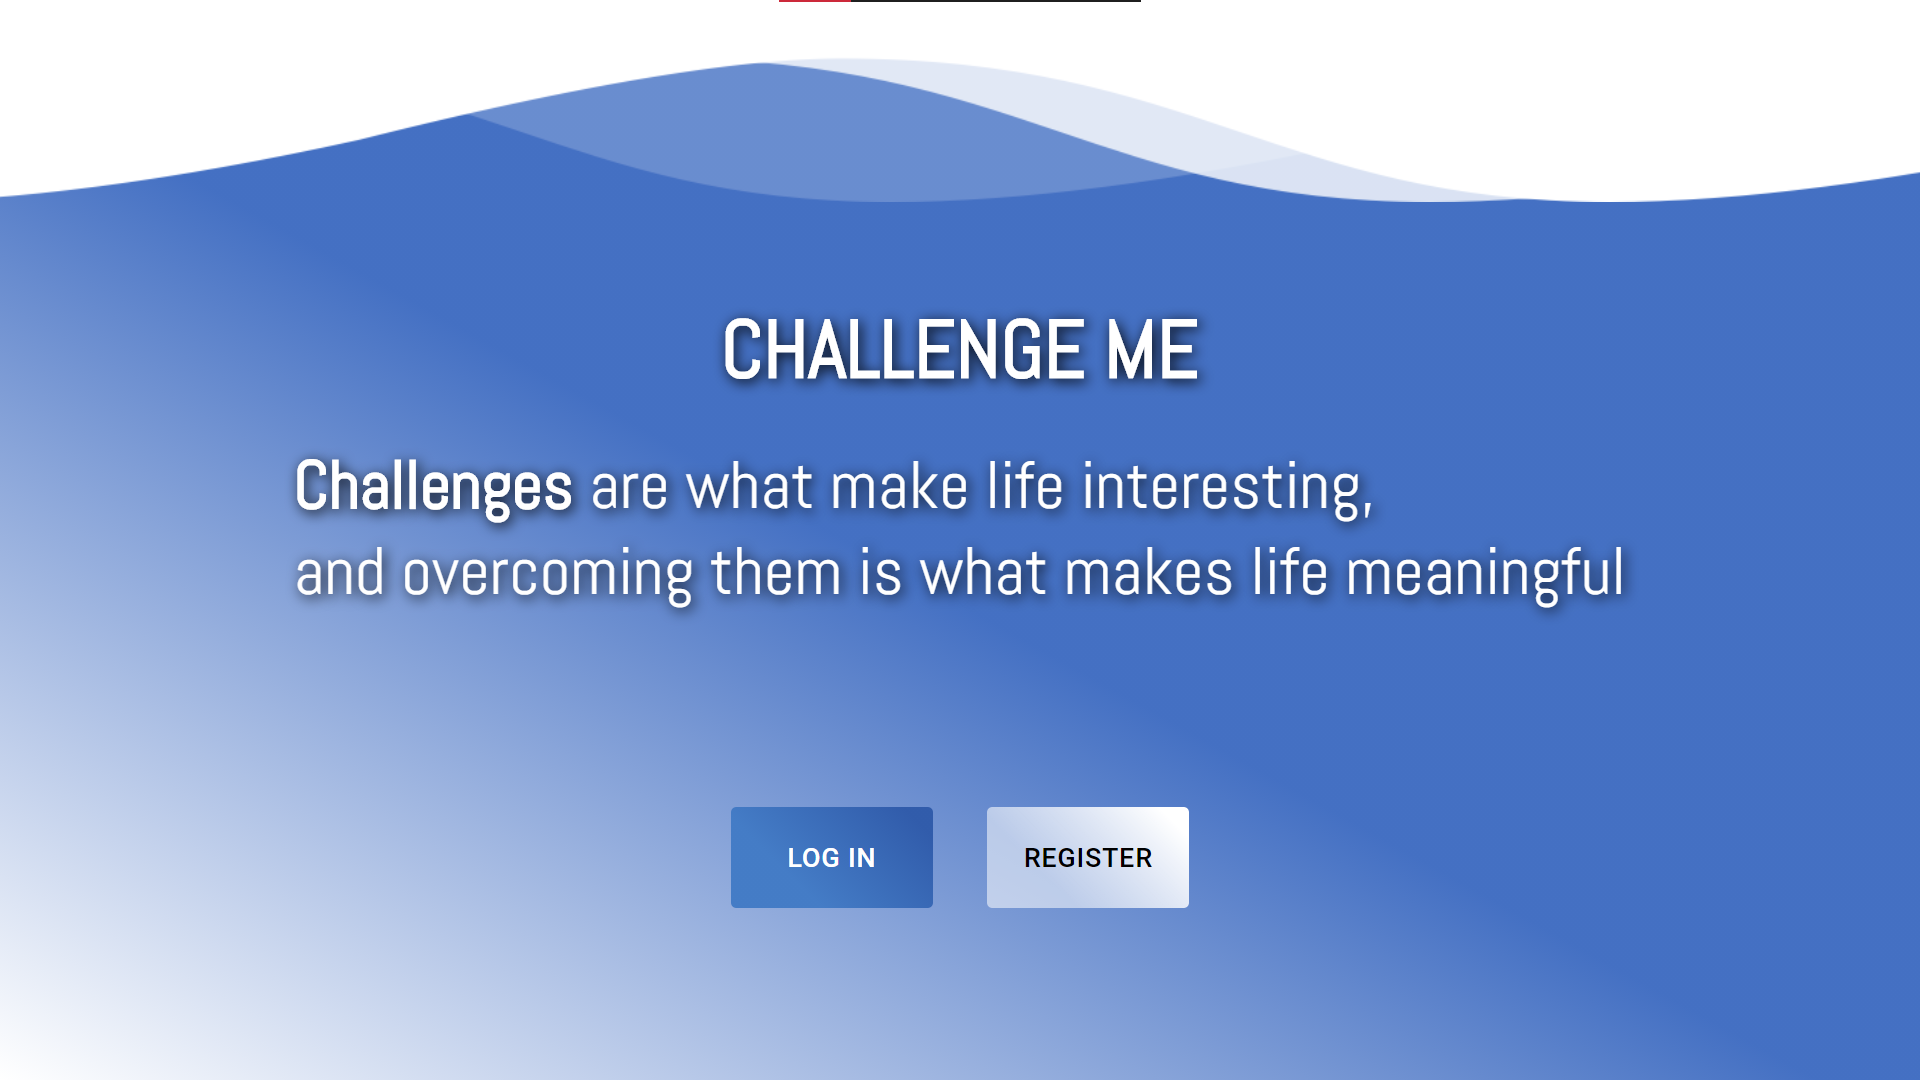 CHALLENGE ME
Challenges are what make life interesting,
and overcoming them is what makes life meaningful
LOG IN
REGISTER